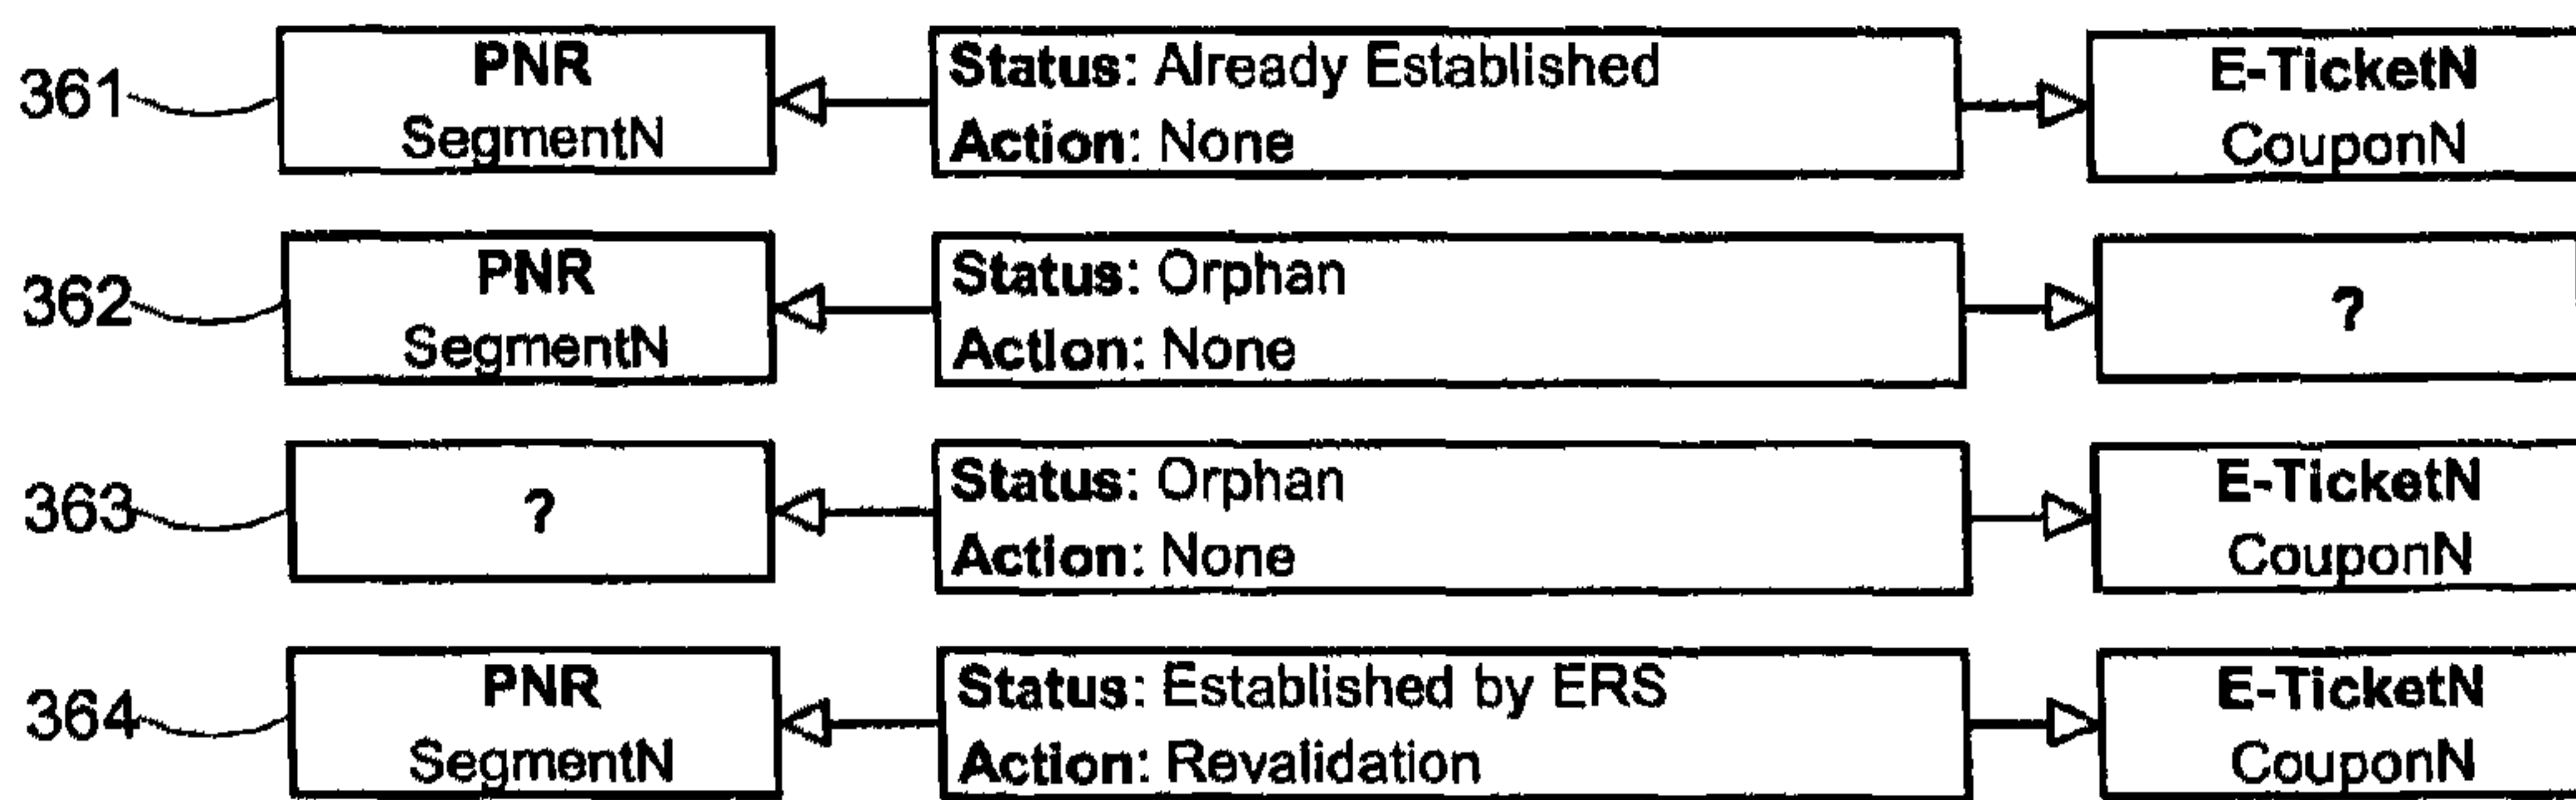 361
PNR
SegmentN
Status: Already Established
Action: None
E-TicketN
CouponN
362
PNR
SegmentN
Status: Orphan
Action: None
?
363
?
Status: Orphan
Action: None
E-TicketN
CouponN
364
PNR
SegmentN
Status: Established by ERS
Action: Revalidation
E-TicketN
CouponN